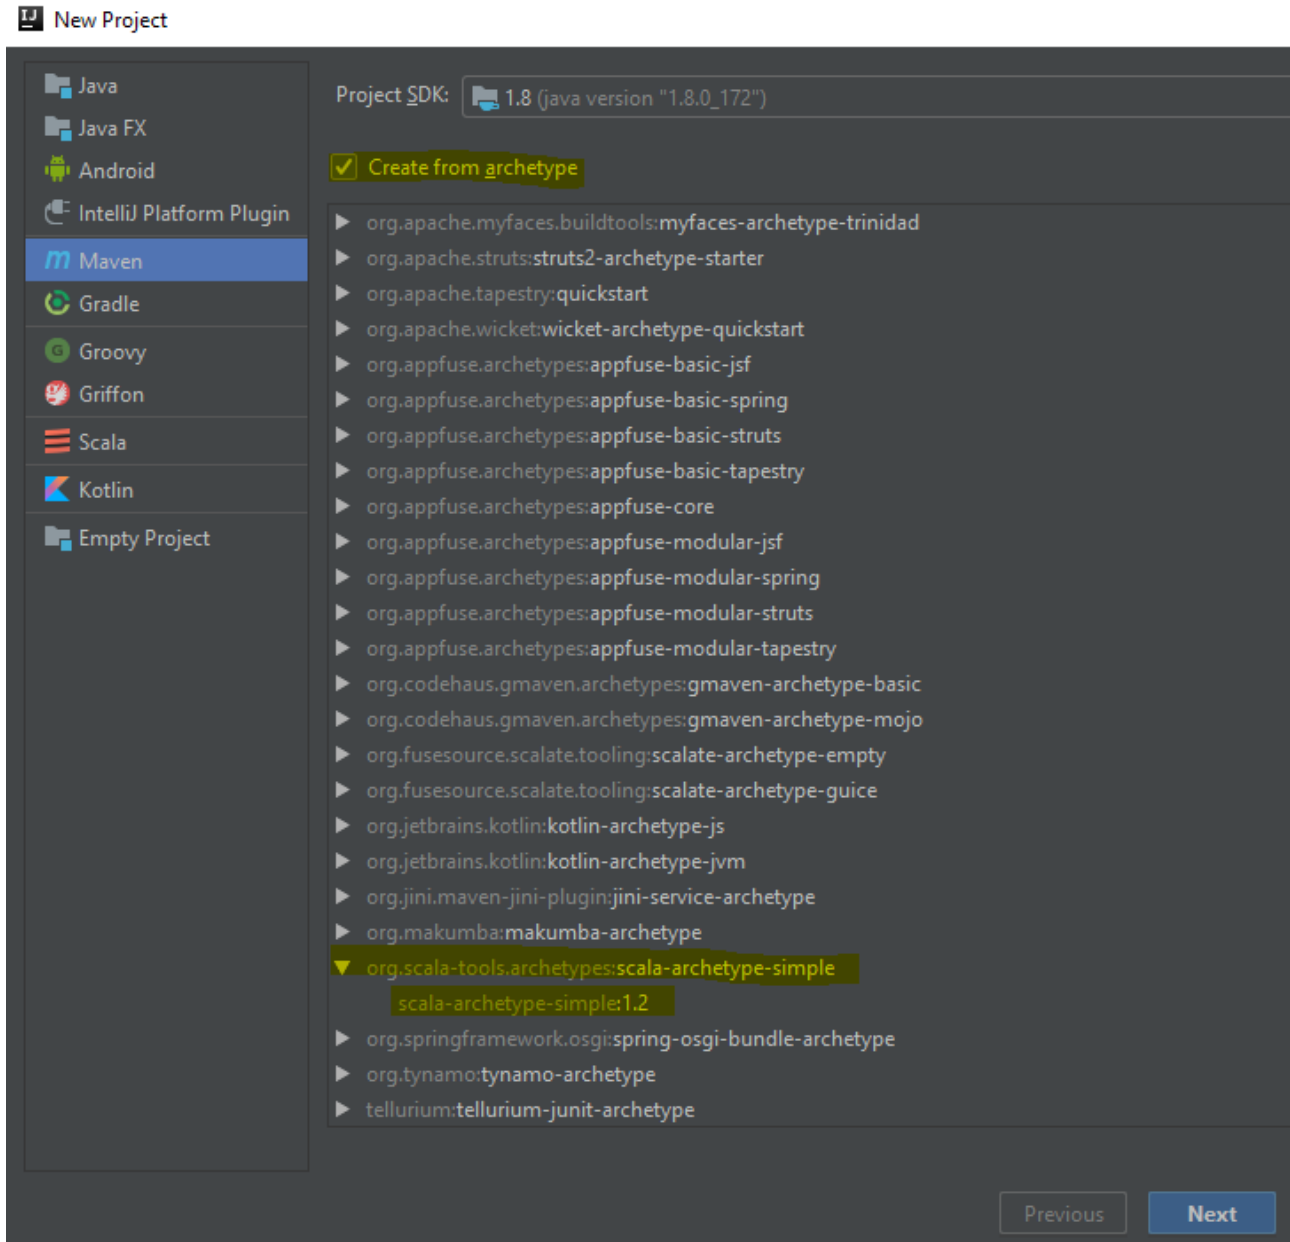 New Project
Java
Java FX
Android
IntelliJ Platform Plugin
Maven
Gradle
Groovy
Griffon
Scala
Kotlin
Empty Project
Project SDK: 1.8 (java version "1.8.0_172")
Create from archetype
org.apache.myfaces.buildtools:myfaces-archetype-trinidad
org.apache.struts:struts2-archetype-starter
org.apache.tapestry:quickstart
org.apache.wicket:wicket-archetype-quickstart
org.appfuse.archetypes:appfuse-basic-jsf
org.appfuse.archetypes:appfuse-basic-spring
org.appfuse.archetypes:appfuse-basic-struts
org.appfuse.archetypes:appfuse-basic-tapestry
org.appfuse.archetypes:appfuse-core
org.appfuse.archetypes:appfuse-modular-jsf
org.appfuse.archetypes:appfuse-modular-spring
org.appfuse.archetypes:appfuse-modular-struts
org.appfuse.archetypes:appfuse-modular-tapestry
org.codehaus.gmaven.archetypes:gmaven-archetype-basic
org.codehaus.gmaven.archetypes:gmaven-archetype-mojo
org.fusesource.scalate.tooling:scalate-archetype-empty
org.fusesource.scalate.tooling:scalate-archetype-guice
org.jetbrains.kotlin:kotlin-archetype-js
org.jetbrains.kotlin:kotlin-archetype-jvm
org.jini.maven-jini-plugin:jini-service-archetype
org.makumba:makumba-archetype
org.scala-tools.archetypes:scala-archetype-simple
scala-archetype-simple:1.2
org.springframework.osgi:spring-osgi-bundle-archetype
org.tynamo:tynamo-archetype
tellurium:tellurium-junit-archetype
Previous
Next